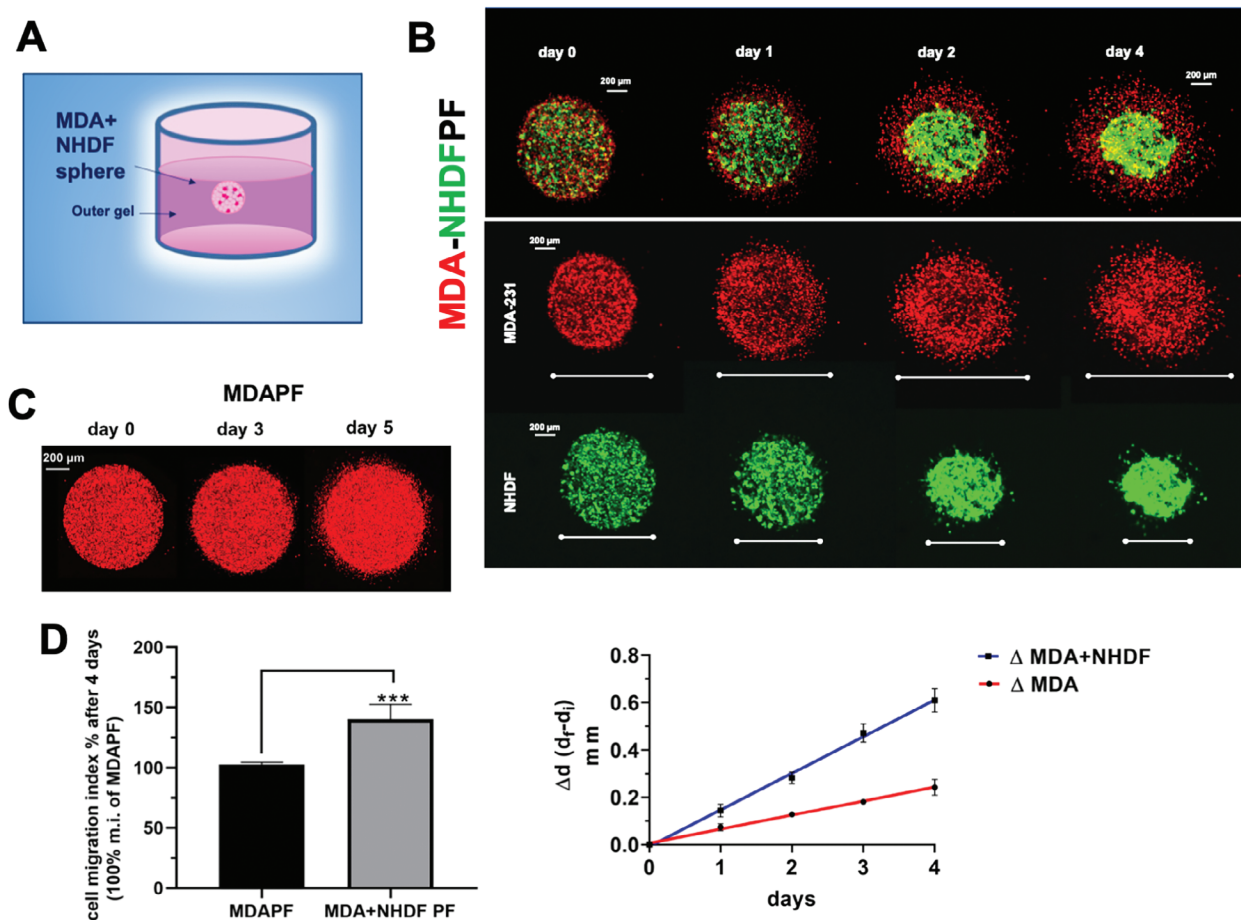 A
MDA+
NHDF
sphere
Outer gel
B
MDA-NHDFPF
day 0
day 1
day 2
day 4
200 µm
200 µm
MDA-231
200 µm
NHDF
200 µm
C
MDAPF
day 0
day 3
day 5
200 µm
D
cell migration index % after 4 days
(100% m.i. of MDAPF)
200
150
100
50
0
***
MDAPF
MDA+NHDF PF
Δd (df-di)
m m
0.8
0.6
0.4
0.2
0.0
0
1
2
3
4
days
Δ MDA+NHDF
Δ MDA